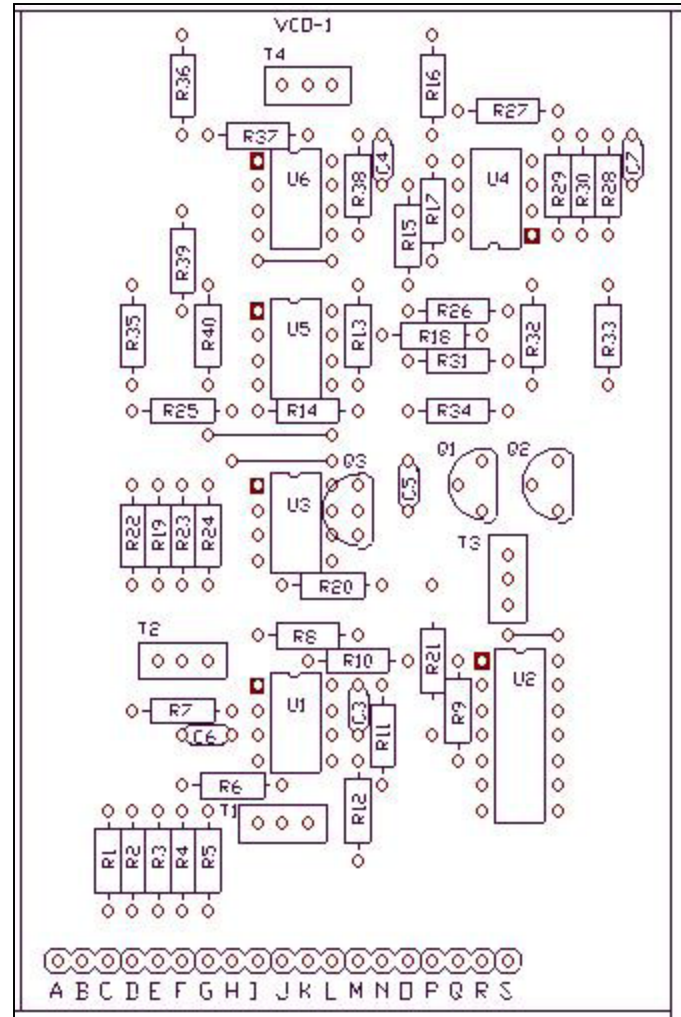 VCO-1
T4
R36
R16
R27
R37
U6
R38
C4
U4
R29
R30
R28
C7
R17
R15
R39
R35
R40
U5
R13
R26
R18
R31
R32
R33
R25
R14
R34
Q3
Q1
Q2
C5
U3
R22
R19
R23
R24
T3
R20
T2
R8
R10
R21
U2
R7
C6
U1
C3
R11
R9
R6
T1
R12
R1
R2
R3
R4
R5
A B C D E F G H I J K L M N O P Q R S